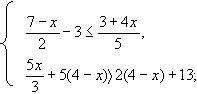 { (7 − x)/2 − 3 ≤ (3 + 4x)/5,
5x/3 + 5(4 − x)⟩2(4 − x) + 13;